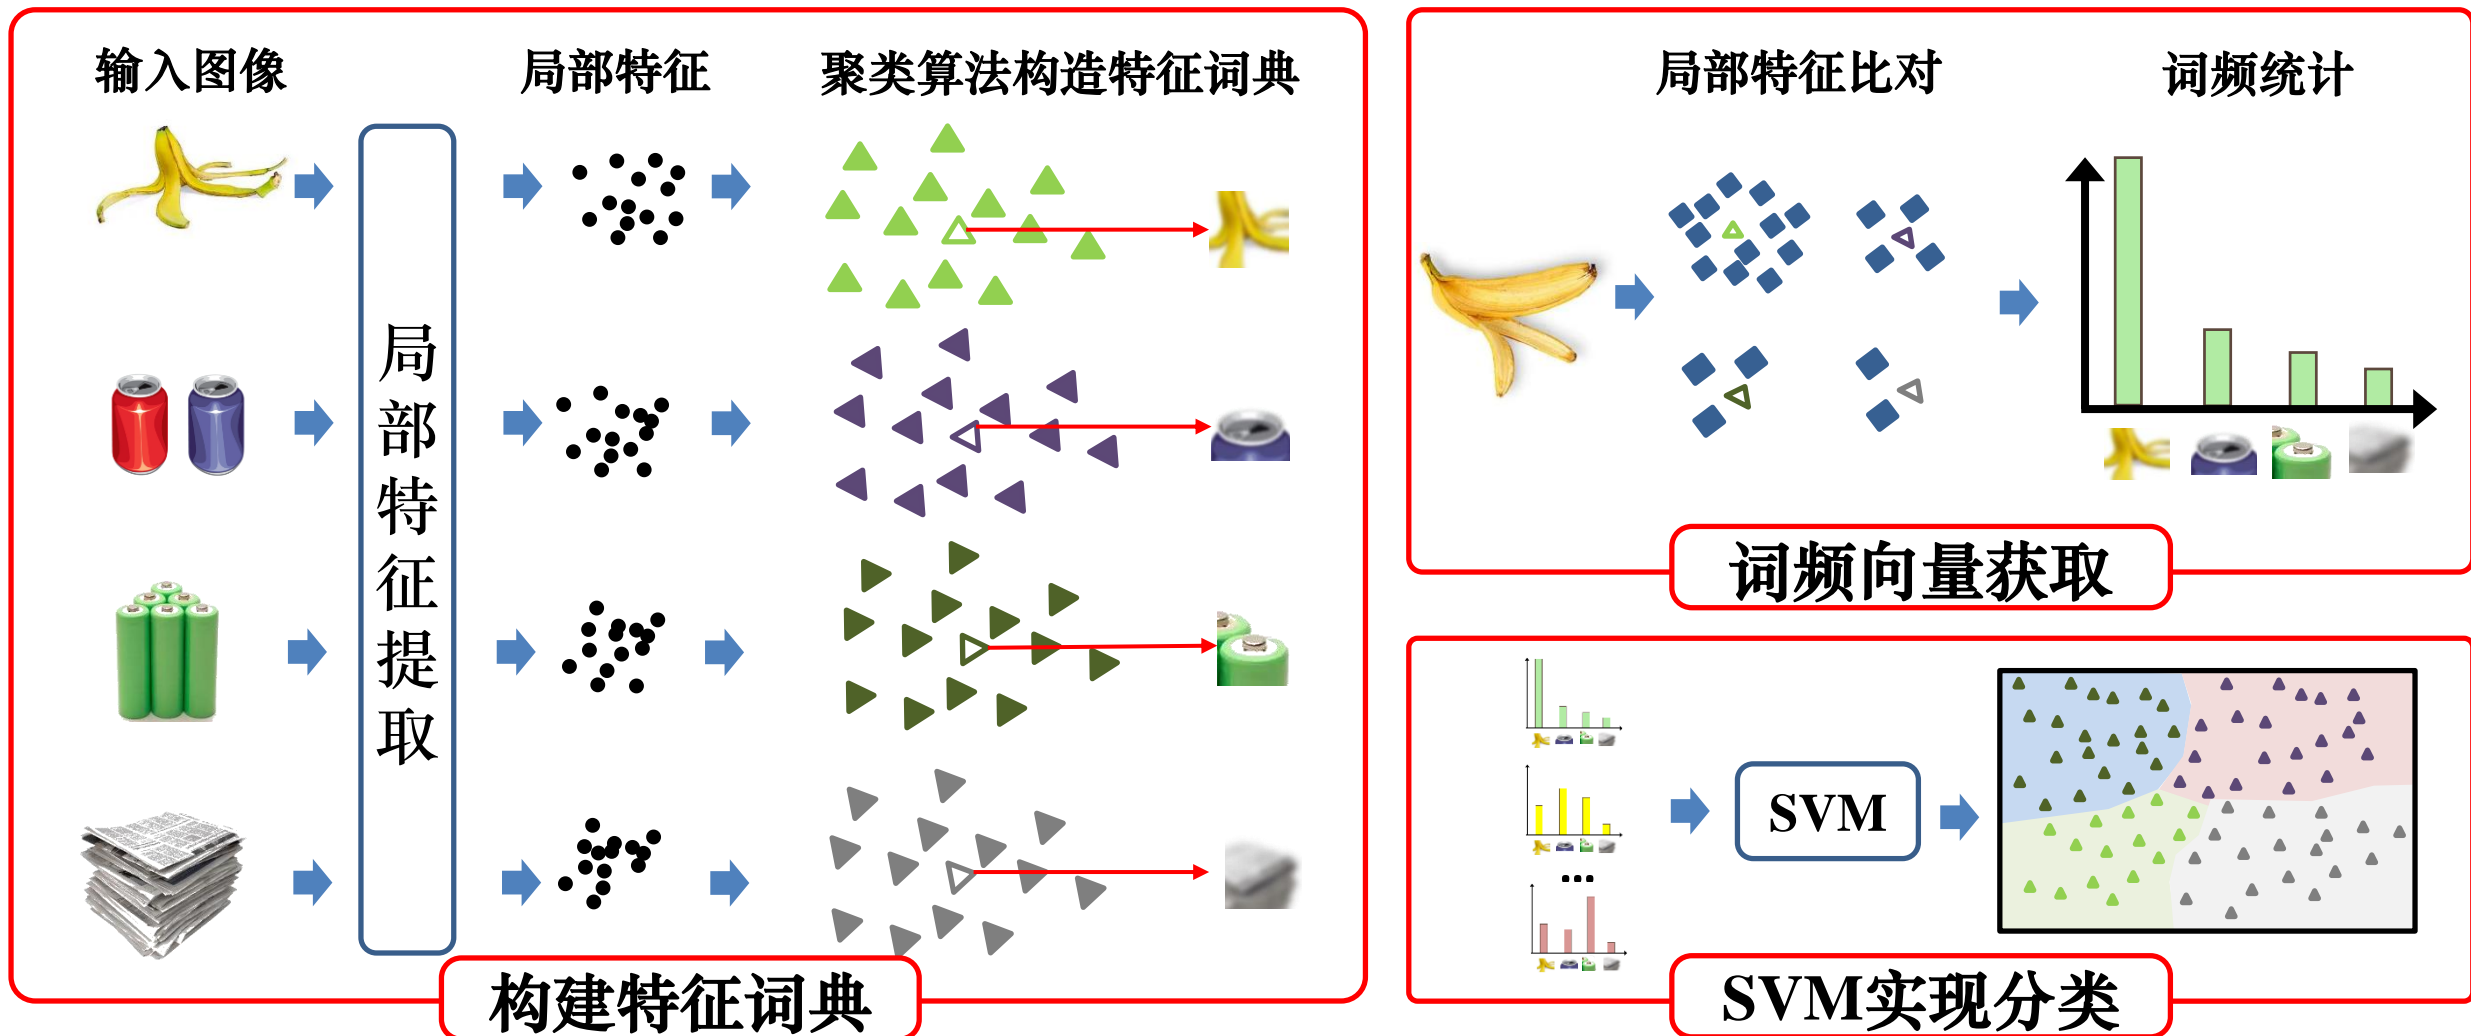 输入图像
局部特征
聚类算法构造特征词典
局部特征提取
构建特征词典
局部特征比对
词频统计
词频向量获取
SVM
SVM实现分类